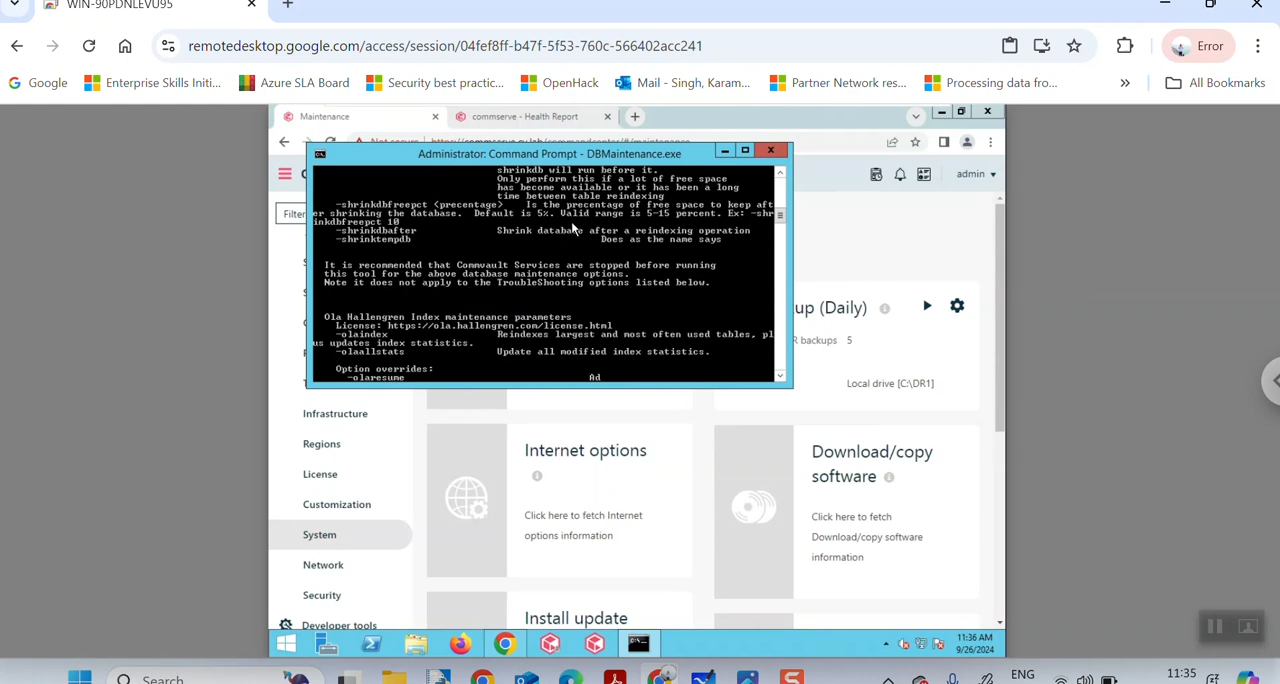 WIN-90PDNLEVU95
remotedesktop.google.com/access/session/04fef8ff-b47f-5f53-760c-566402acc241
Error
Google
Enterprise Skills Initi...
Azure SLA Board
Security best practic...
OpenHack
Mail - Singh, Karam...
Partner Network res...
Processing data fro...
»
All Bookmarks
Maintenance
commserve - Health Report
Administrator: Command Prompt - DBMaintenance.exe
admin
Filter
shrinkdb will run before it.
Only perform this if a lot of free space
has become available or it has been a long
time between table reindexing
-shrinkdbfreepct <precentage> Is the precentage of free space to keep aft
er shrinking the database. Default is 5%. Valid range is 5-15 percent. Ex: -shr
inkdbfreepct 10
-shrinkdbafter Shrink database after a reindexing operation
-shrinktempdb Does as the name says
It is recommended that Commvault Services are stopped before running
this tool for the above database maintenance options.
Note it does not apply to the TroubleShooting options listed below.
Ola Hallengren Index maintenance parameters
License: https://ola.hallengren.com/license.html
-olaindex Reindexes largest and most often used tables, pl
us updates index statistics.
-olaallstats Update all modified index statistics.
Option overrides:
-olaresume Ad
up (Daily)
R backups 5
Local drive [C:\DR1]
Infrastructure
Regions
License
Customization
System
Network
Security
Developer tools
Internet options
Click here to fetch Internet
options information
Download/copy
software
Click here to fetch
Download/copy software
information
Install update
11:36 AM
9/26/2024
Search
ENG
11:35